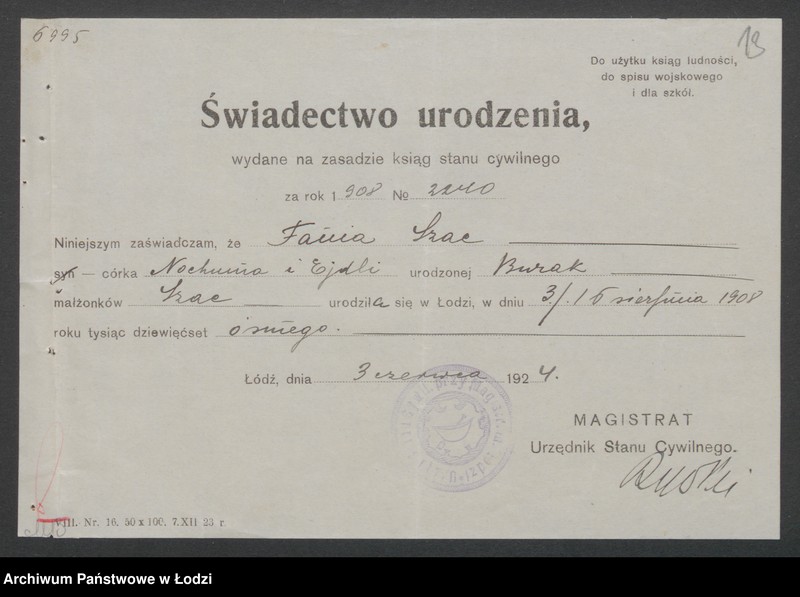 6995
13
Do użytku ksiąg ludności,
do spisu wojskowego
i dla szkół.
Świadectwo urodzenia,
wydane na zasadzie ksiąg stanu cywilnego
za rok 1908 № 2240
Niniejszym zaświadczam, że Fania Szac
syn — córka Nochuma i Ejdli urodzonej Burak
małżonków Szac urodziła się w Łodzi, w dniu 3/16 sierpnia 1908
roku tysiąc dziewięćset ósmego.
Łódź, dnia 3 czerwca 1924.
MAGISTRAT
Urzędnik Stanu Cywilnego.
VIII. Nr. 16. 50 x 100. 7.XII 23 r.
Archiwum Państwowe w Łodzi